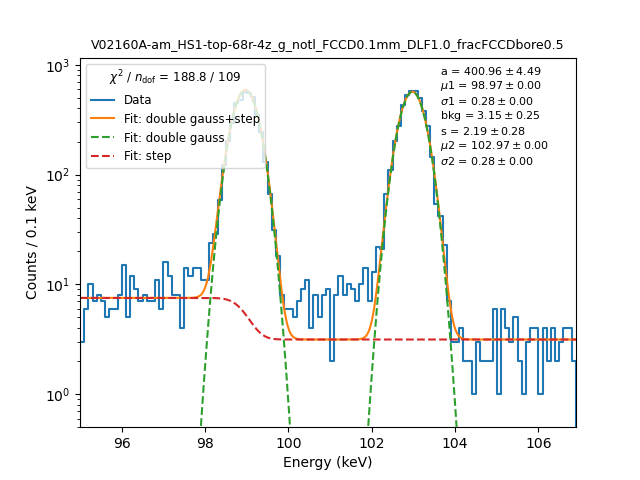 V02160A-am_HS1-top-68r-4z_g_notl_FCCD0.1mm_DLF1.0_fracFCCDbore0.5
χ² / n_dof = 188.8 / 109
Data
Fit: double gauss+step
Fit: double gauss
Fit: step
a = 400.96 ± 4.49
μ1 = 98.97 ± 0.00
σ1 = 0.28 ± 0.00
bkg = 3.15 ± 0.25
s = 2.19 ± 0.28
μ2 = 102.97 ± 0.00
σ2 = 0.28 ± 0.00
Counts / 0.1 keV
10³
10²
10¹
10⁰
96 98 100 102 104 106
Energy (keV)